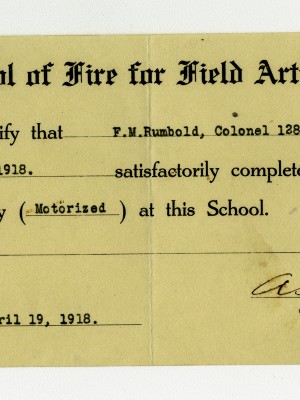 ol of Fire for Field Art
ify that F.M.Rumbold, Colonel 128
1918. satisfactorily complete
y ( Motorized ) at this School.
ril 19, 1918.